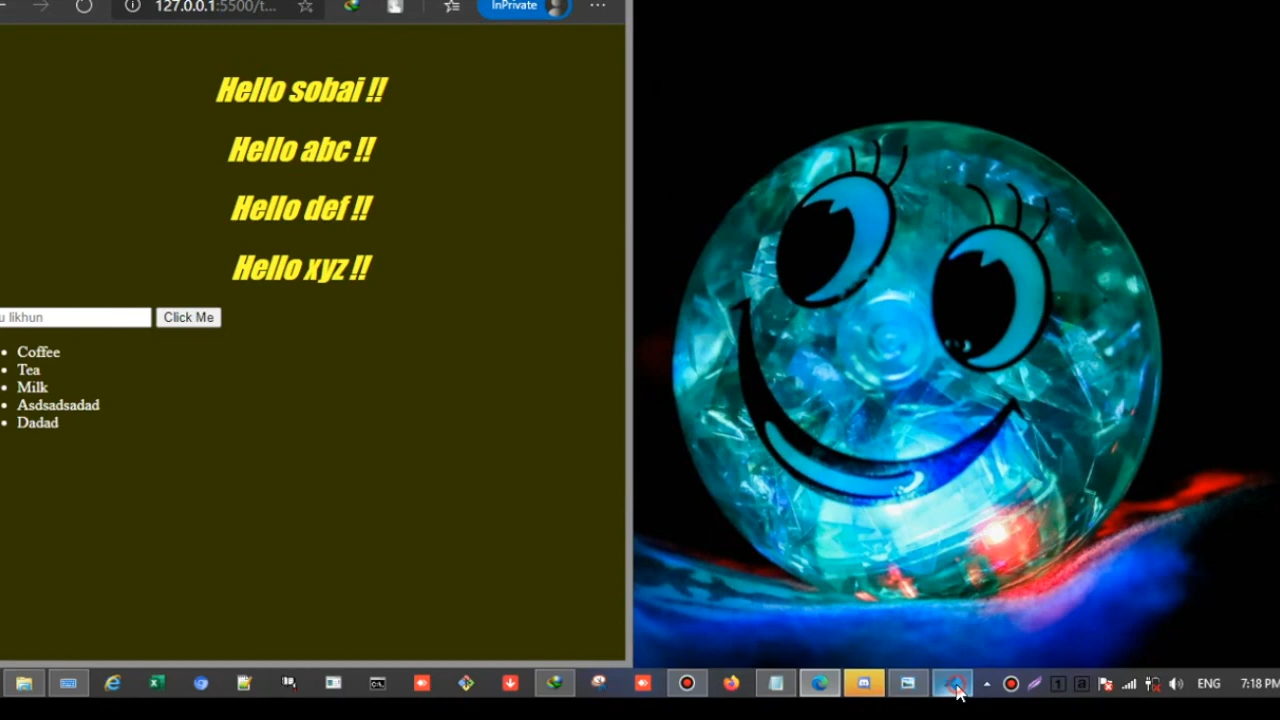 127.0.0.1:5500/t...
InPrivate
Hello sobai !!
Hello abc !!
Hello def !!
Hello xyz !!
u likhun
Click Me
Coffee
Tea
Milk
Asdsadsadad
Dadad
ENG
7:18 PM